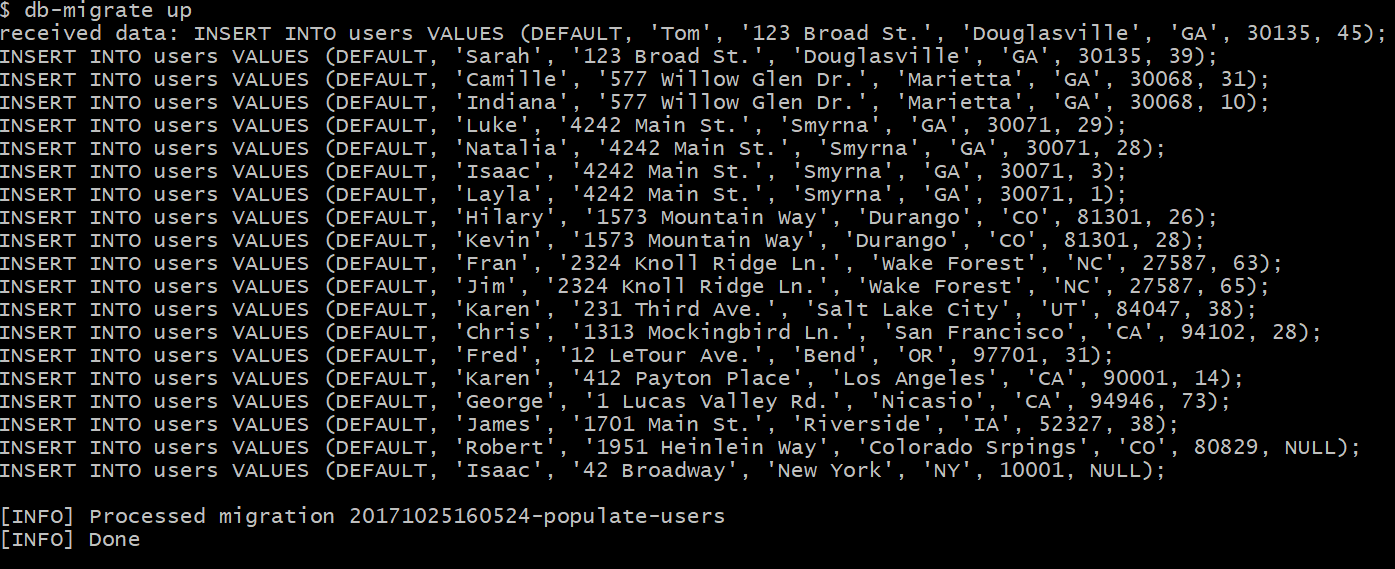 $ db-migrate up
received data: INSERT INTO users VALUES (DEFAULT, 'Tom', '123 Broad St.', 'Douglasville', 'GA', 30135, 45);
INSERT INTO users VALUES (DEFAULT, 'Sarah', '123 Broad St.', 'Douglasville', 'GA', 30135, 39);
INSERT INTO users VALUES (DEFAULT, 'Camille', '577 Willow Glen Dr.', 'Marietta', 'GA', 30068, 31);
INSERT INTO users VALUES (DEFAULT, 'Indiana', '577 Willow Glen Dr.', 'Marietta', 'GA', 30068, 10);
INSERT INTO users VALUES (DEFAULT, 'Luke', '4242 Main St.', 'Smyrna', 'GA', 30071, 29);
INSERT INTO users VALUES (DEFAULT, 'Natalia', '4242 Main St.', 'Smyrna', 'GA', 30071, 28);
INSERT INTO users VALUES (DEFAULT, 'Isaac', '4242 Main St.', 'Smyrna', 'GA', 30071, 3);
INSERT INTO users VALUES (DEFAULT, 'Layla', '4242 Main St.', 'Smyrna', 'GA', 30071, 1);
INSERT INTO users VALUES (DEFAULT, 'Hilary', '1573 Mountain Way', 'Durango', 'CO', 81301, 26);
INSERT INTO users VALUES (DEFAULT, 'Kevin', '1573 Mountain Way', 'Durango', 'CO', 81301, 28);
INSERT INTO users VALUES (DEFAULT, 'Fran', '2324 Knoll Ridge Ln.', 'Wake Forest', 'NC', 27587, 63);
INSERT INTO users VALUES (DEFAULT, 'Jim', '2324 Knoll Ridge Ln.', 'Wake Forest', 'NC', 27587, 65);
INSERT INTO users VALUES (DEFAULT, 'Karen', '231 Third Ave.', 'Salt Lake City', 'UT', 84047, 38);
INSERT INTO users VALUES (DEFAULT, 'Chris', '1313 Mockingbird Ln.', 'San Francisco', 'CA', 94102, 28);
INSERT INTO users VALUES (DEFAULT, 'Fred', '12 LeTour Ave.', 'Bend', 'OR', 97701, 31);
INSERT INTO users VALUES (DEFAULT, 'Karen', '412 Payton Place', 'Los Angeles', 'CA', 90001, 14);
INSERT INTO users VALUES (DEFAULT, 'George', '1 Lucas Valley Rd.', 'Nicasio', 'CA', 94946, 73);
INSERT INTO users VALUES (DEFAULT, 'James', '1701 Main St.', 'Riverside', 'IA', 52327, 38);
INSERT INTO users VALUES (DEFAULT, 'Robert', '1951 Heinlein Way', 'Colorado Srpings', 'CO', 80829, NULL);
INSERT INTO users VALUES (DEFAULT, 'Isaac', '42 Broadway', 'New York', 'NY', 10001, NULL);
[INFO] Processed migration 20171025160524-populate-users
[INFO] Done